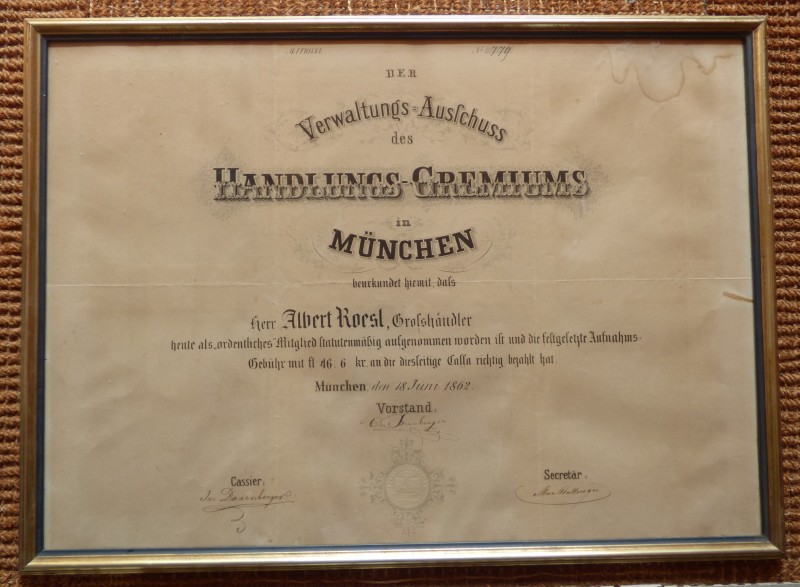 DER
Verwaltungs-Ausſchuss
des
HANDLUNGS-GREMIUMS
in
MÜNCHEN
beurkundet hiemit, daſs
Herr Albert Roesl, Groſshändler
heute als „ordentliches" Mitglied ſtatutenmäßig aufgenommen worden iſt und die feſtgeſetzte Aufnahms-
Gebühr mit fl 46. 6 kr. an die diesſeitige Caſſa richtig bezahlt hat.
München, den 18 Juni 1862.
Vorstand:
Cassier: Secretär: